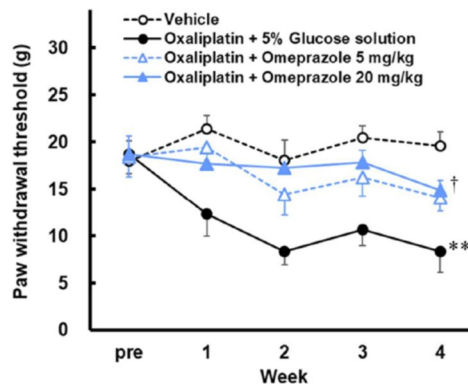 Vehicle
Oxaliplatin + 5% Glucose solution
Oxaliplatin + Omeprazole 5 mg/kg
Oxaliplatin + Omeprazole 20 mg/kg
Paw withdrawal threshold (g)
30
25
20
15
10
5
0
†
**
pre 1 2 3 4
Week